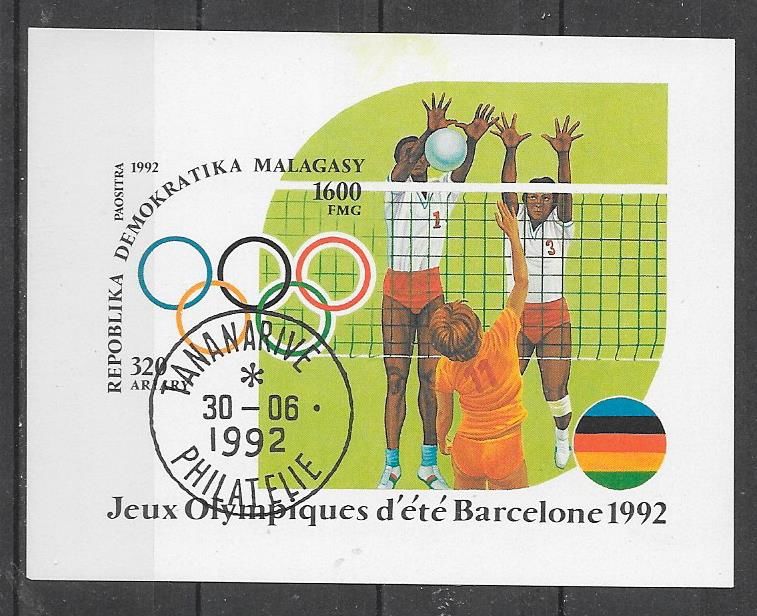 REPOBLIKA DEMOKRATIKA MALAGASY
PAOSITRA 1992
1600
FMG
1
3
11
320
ARIARY
TANANARIVE
30-06
1992
PHILATELIE
Jeux Olympiques d'été Barcelone 1992